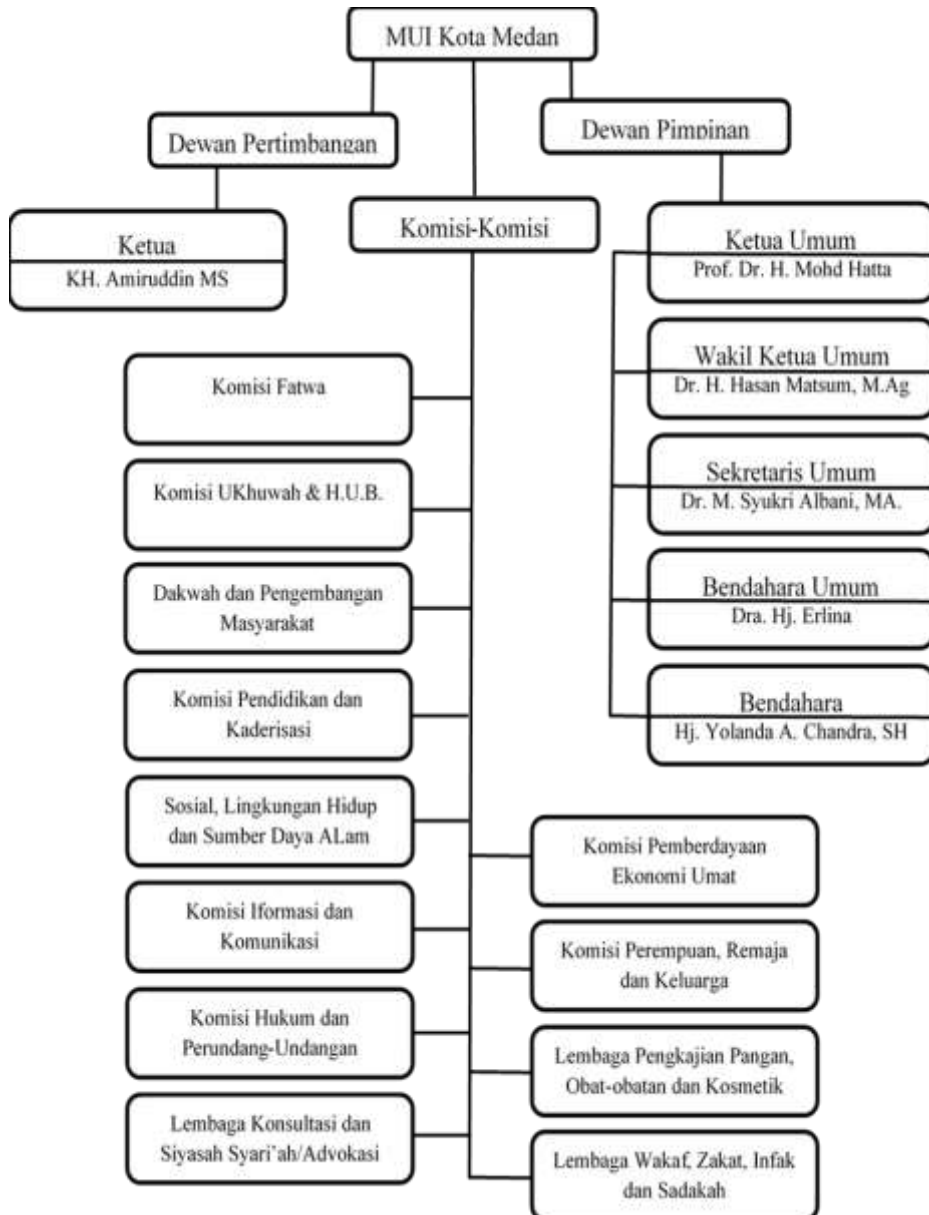 MUI Kota Medan
Dewan Pertimbangan
Dewan Pimpinan
Komisi-Komisi
Ketua
KH. Amiruddin MS
Ketua Umum
Prof. Dr. H. Mohd Hatta
Wakil Ketua Umum
Dr. H. Hasan Matsum, M.Ag
Sekretaris Umum
Dr. M. Syukri Albani, MA.
Bendahara Umum
Dra. Hj. Erlina
Bendahara
Hj. Yolanda A. Chandra, SH
Komisi Fatwa
Komisi UKhuwah & H.U.B.
Dakwah dan Pengembangan
Masyarakat
Komisi Pendidikan dan
Kaderisasi
Sosial, Lingkungan Hidup
dan Sumber Daya ALam
Komisi Iformasi dan
Komunikasi
Komisi Hukum dan
Perundang-Undangan
Lembaga Konsultasi dan
Siyasah Syari'ah/Advokasi
Komisi Pemberdayaan
Ekonomi Umat
Komisi Perempuan, Remaja
dan Keluarga
Lembaga Pengkajian Pangan,
Obat-obatan dan Kosmetik
Lembaga Wakaf, Zakat, Infak
dan Sadakah